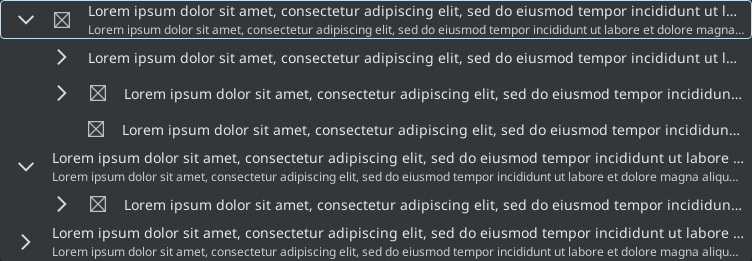 Lorem ipsum dolor sit amet, consectetur adipiscing elit, sed do eiusmod tempor incididunt ut l...
Lorem ipsum dolor sit amet, consectetur adipiscing elit, sed do eiusmod tempor incididunt ut labore et dolore magna...
Lorem ipsum dolor sit amet, consectetur adipiscing elit, sed do eiusmod tempor incididunt ut l...
Lorem ipsum dolor sit amet, consectetur adipiscing elit, sed do eiusmod tempor incididun...
Lorem ipsum dolor sit amet, consectetur adipiscing elit, sed do eiusmod tempor incididun...
Lorem ipsum dolor sit amet, consectetur adipiscing elit, sed do eiusmod tempor incididunt ut labore ...
Lorem ipsum dolor sit amet, consectetur adipiscing elit, sed do eiusmod tempor incididunt ut labore et dolore magna aliqu...
Lorem ipsum dolor sit amet, consectetur adipiscing elit, sed do eiusmod tempor incididun...
Lorem ipsum dolor sit amet, consectetur adipiscing elit, sed do eiusmod tempor incididunt ut labore ...
Lorem ipsum dolor sit amet, consectetur adipiscing elit, sed do eiusmod tempor incididunt ut labore et dolore magna aliqu...